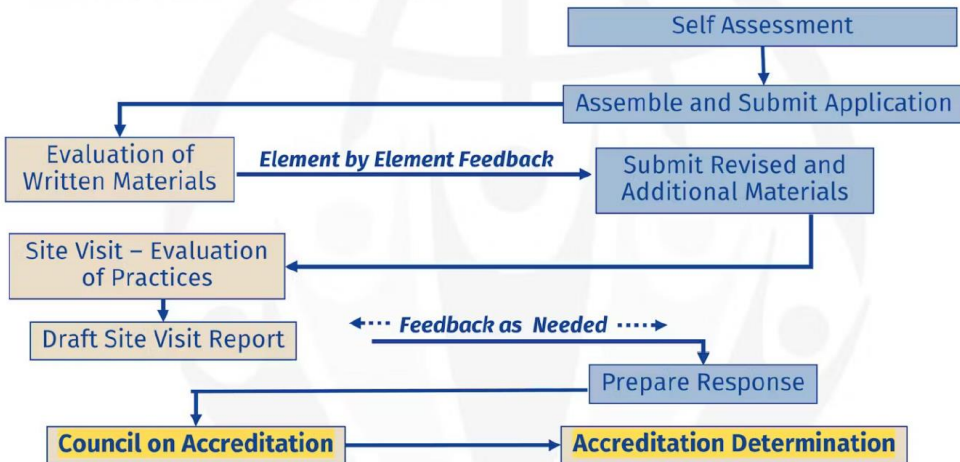 Self Assessment
Assemble and Submit Application
Evaluation of
Written Materials
Element by Element Feedback
Submit Revised and
Additional Materials
Site Visit – Evaluation
of Practices
Feedback as Needed
Draft Site Visit Report
Prepare Response
Council on Accreditation
Accreditation Determination